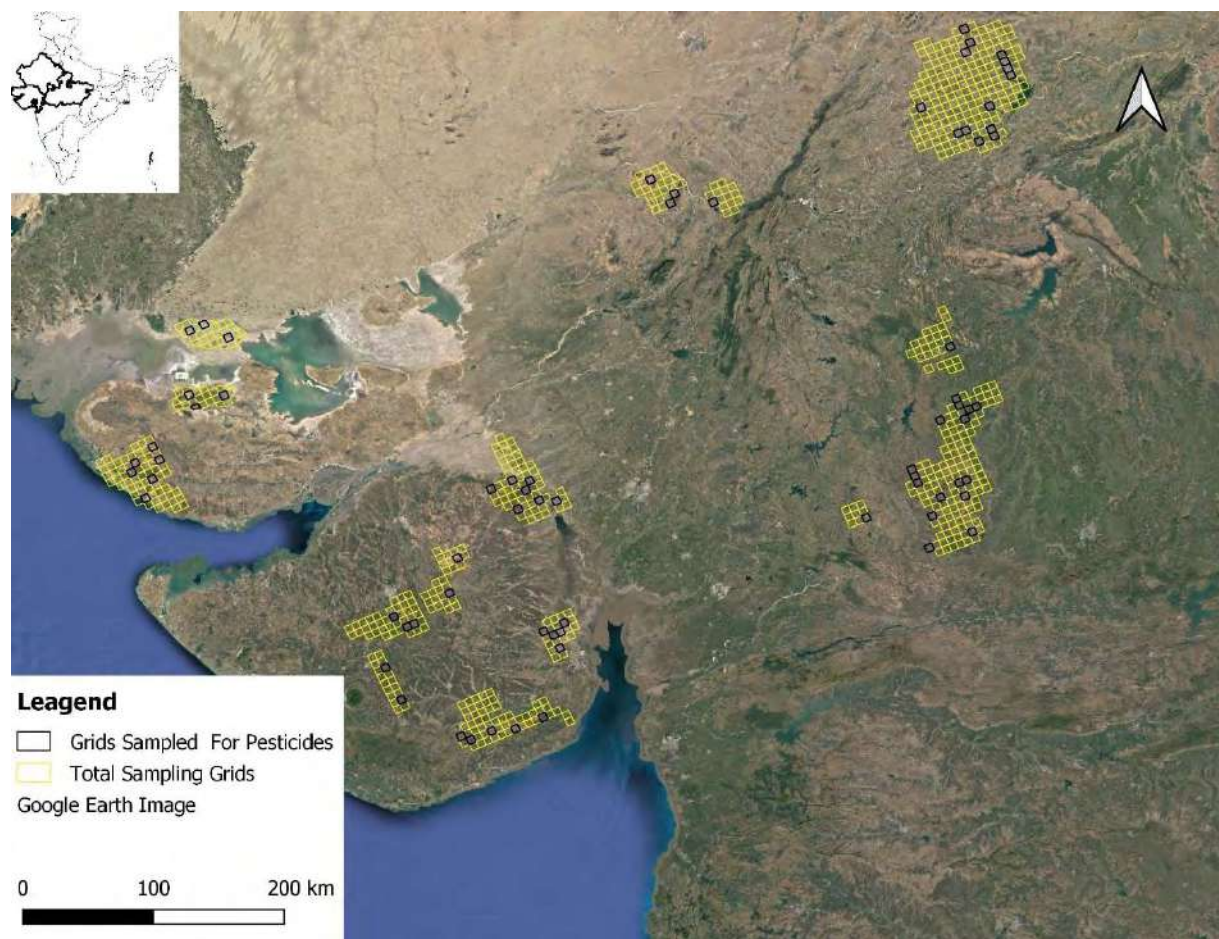 Leagend
Grids Sampled For Pesticides
Total Sampling Grids
Google Earth Image
0 100 200 km